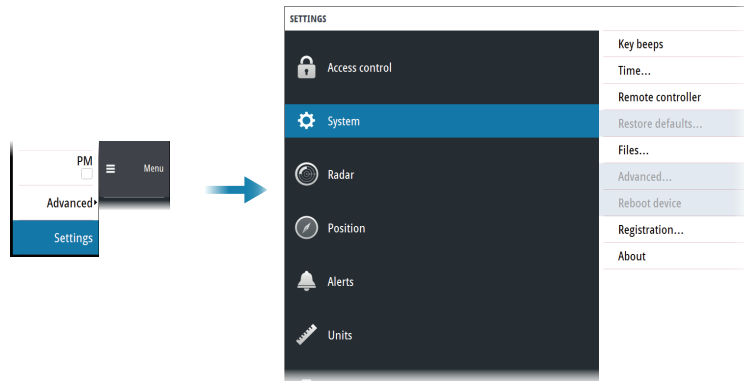 SETTINGS
Access control
System
Radar
Position
Alerts
Units
Key beeps
Time...
Remote controller
Restore defaults...
Files...
Advanced...
Reboot device
Registration...
About
PM
Advanced
Settings
Menu